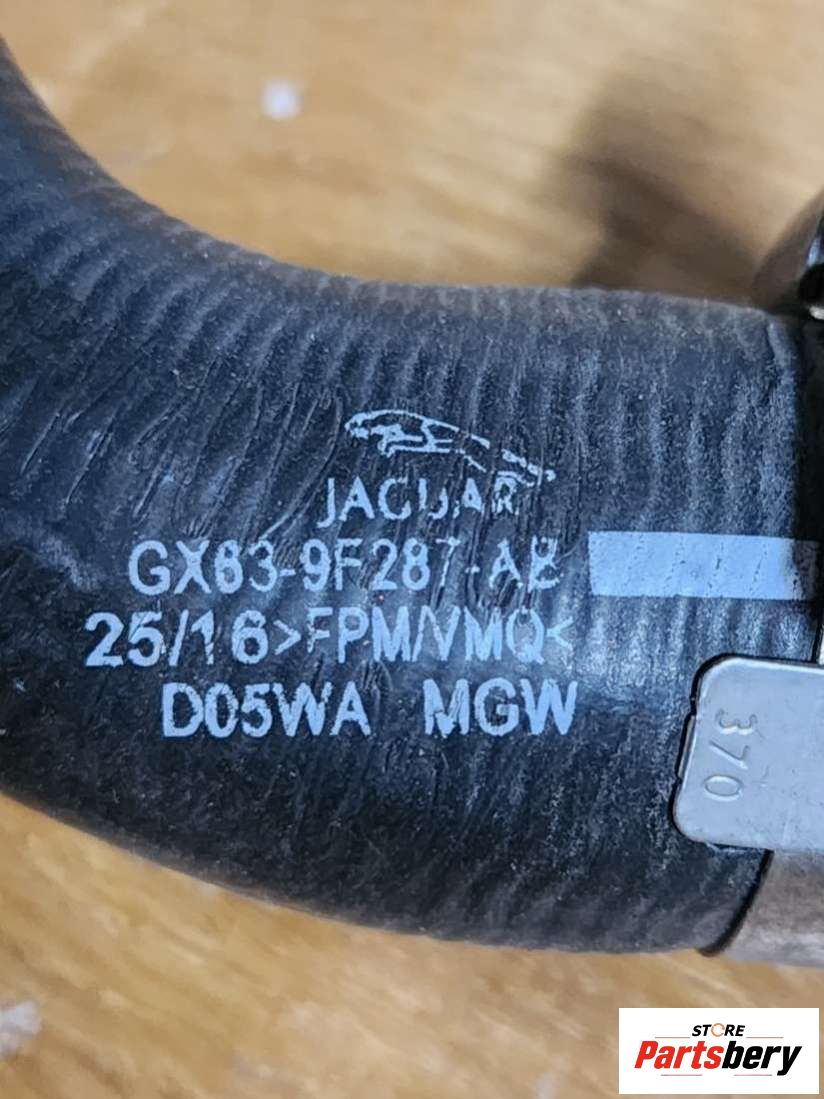 JAGUAR
GX63-9F287-AB
25/16>FPM/VMQ<
D05WA MGW
370
STORE
Partsbery